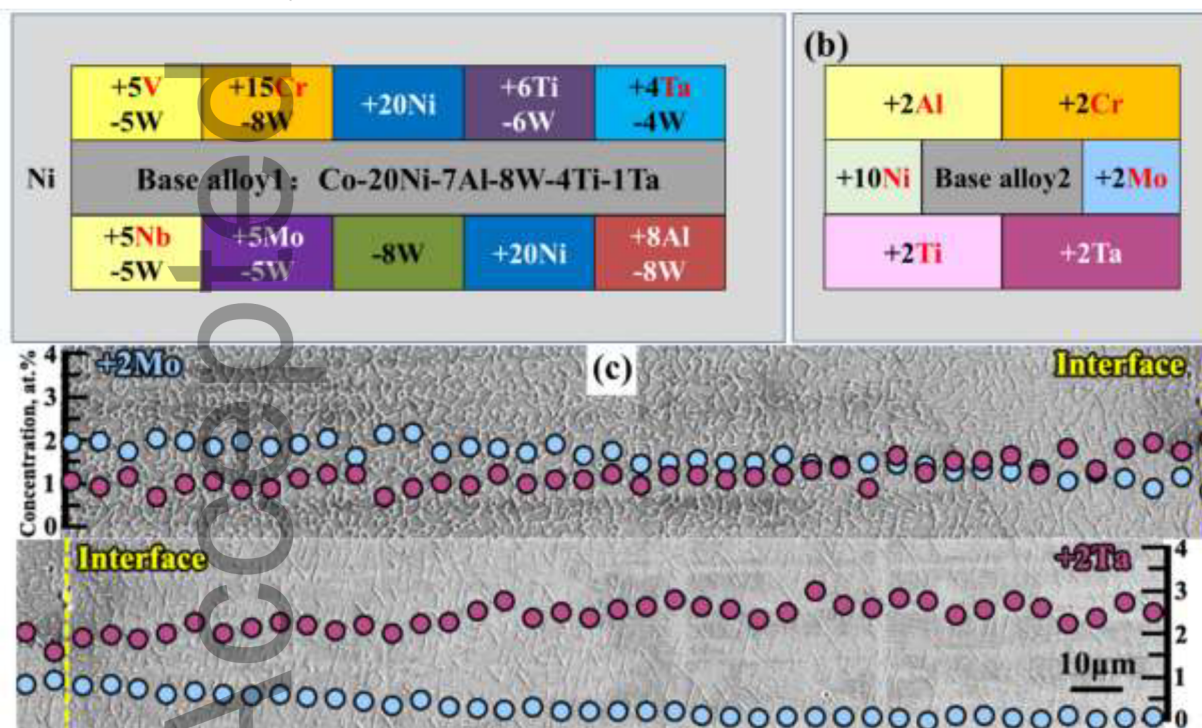 (b)
+5V
-5W
+15Cr
-8W
+20Ni
+6Ti
-6W
+4Ta
-4W
Ni
Base alloy1: Co-20Ni-7Al-8W-4Ti-1Ta
+5Nb
-5W
+5Mo
-5W
-8W
+20Ni
+8Al
-8W
+2Al
+2Cr
+10Ni
Base alloy2
+2Mo
+2Ti
+2Ta
Accepted
Concentration, at.%
4
3
2
1
0
+2Mo
(c)
Interface
Interface
+2Ta
4
3
2
1
0
10μm